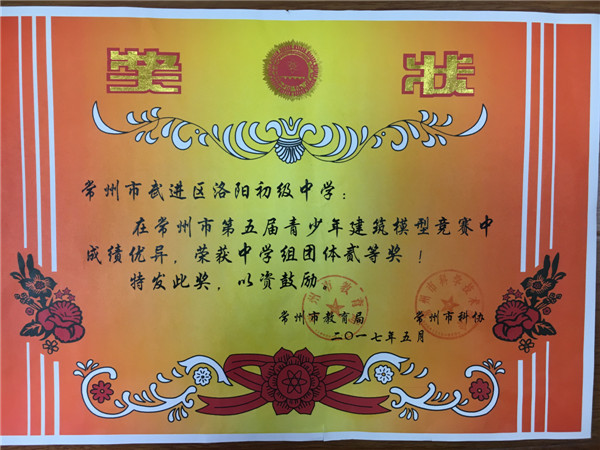 奖 状
常州市武进区洛阳初级中学：
在常州市第五届青少年建筑模型竞赛中
成绩优异，荣获中学组团体贰等奖！
特发此奖，以资鼓励。
常州市教育局 常州市科协
二〇一七年五月